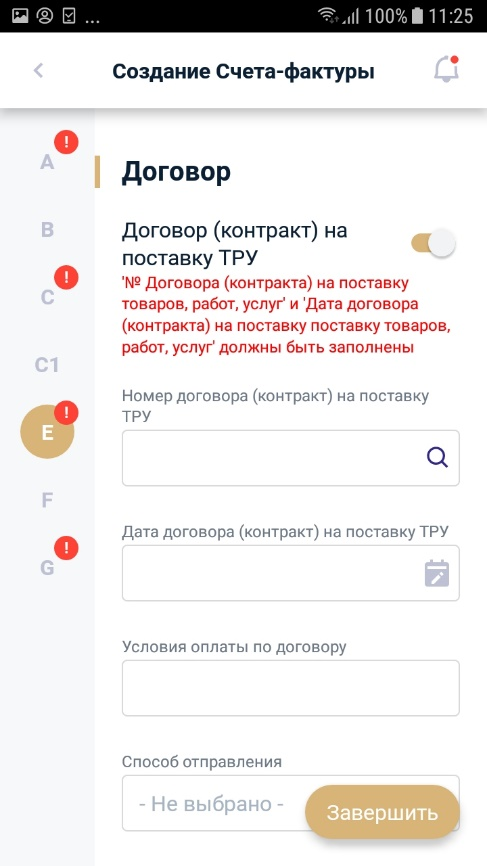 ... 100% 11:25
Создание Счета-фактуры
A !
B
C !
C1
E !
F
G !
Договор
Договор (контракт) на
поставку ТРУ
'№ Договора (контракта) на поставку
товаров, работ, услуг' и 'Дата договора
(контракта) на поставку поставку товаров,
работ, услуг' должны быть заполнены
Номер договора (контракт) на поставку
ТРУ
Дата договора (контракт) на поставку ТРУ
Условия оплаты по договору
Способ отправления
- Не выбрано -
Завершить